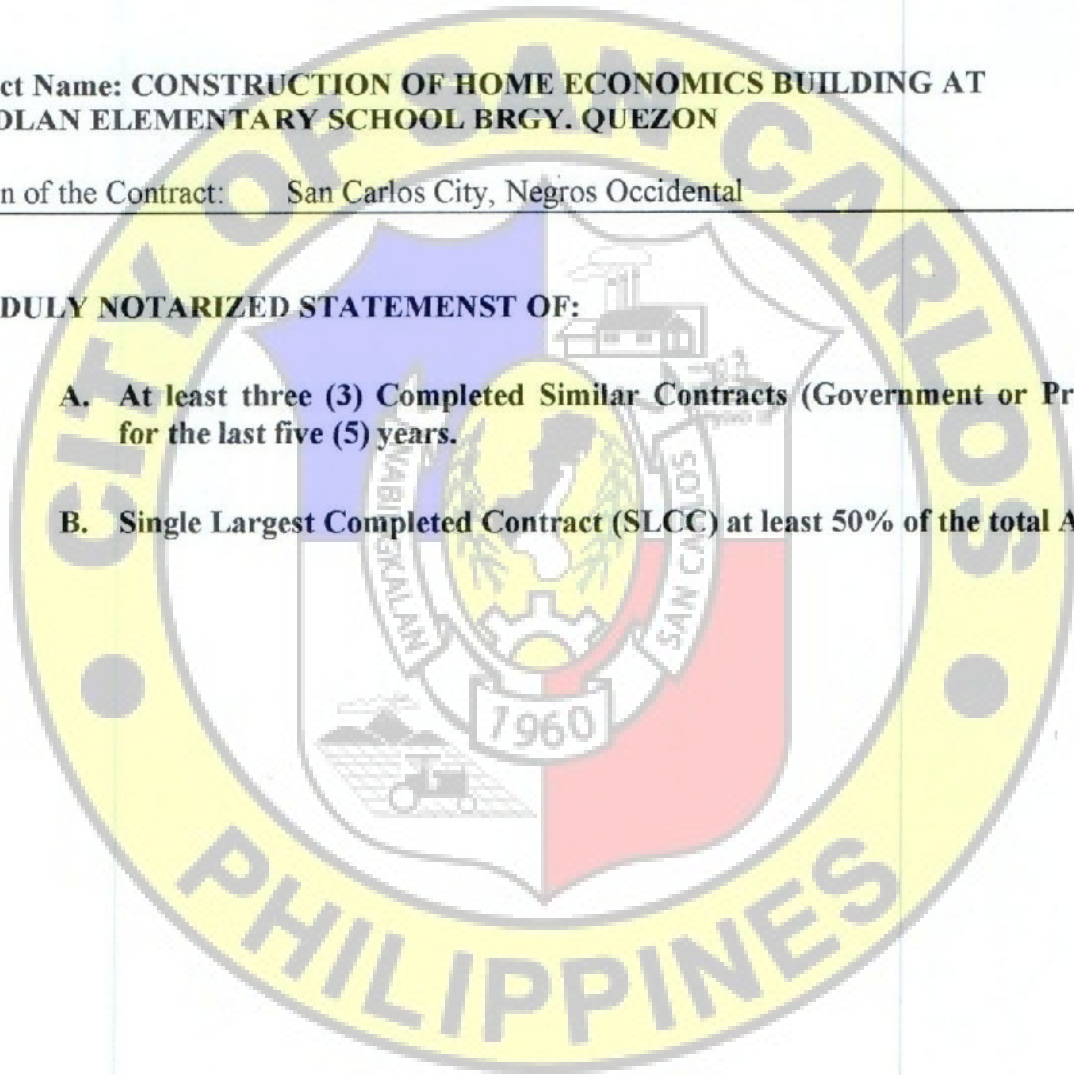 ct Name: CONSTRUCTION OF HOME ECONOMICS BUILDING AT
OLAN ELEMENTARY SCHOOL BRGY. QUEZON
n of the Contract: San Carlos City, Negros Occidental
DULY NOTARIZED STATEMENST OF:
A. At least three (3) Completed Similar Contracts (Government or Pr
for the last five (5) years.
B. Single Largest Completed Contract (SLCC) at least 50% of the total A
CITY OF SAN CARLOS
SAN CARLOS
1960
PHILIPPINES